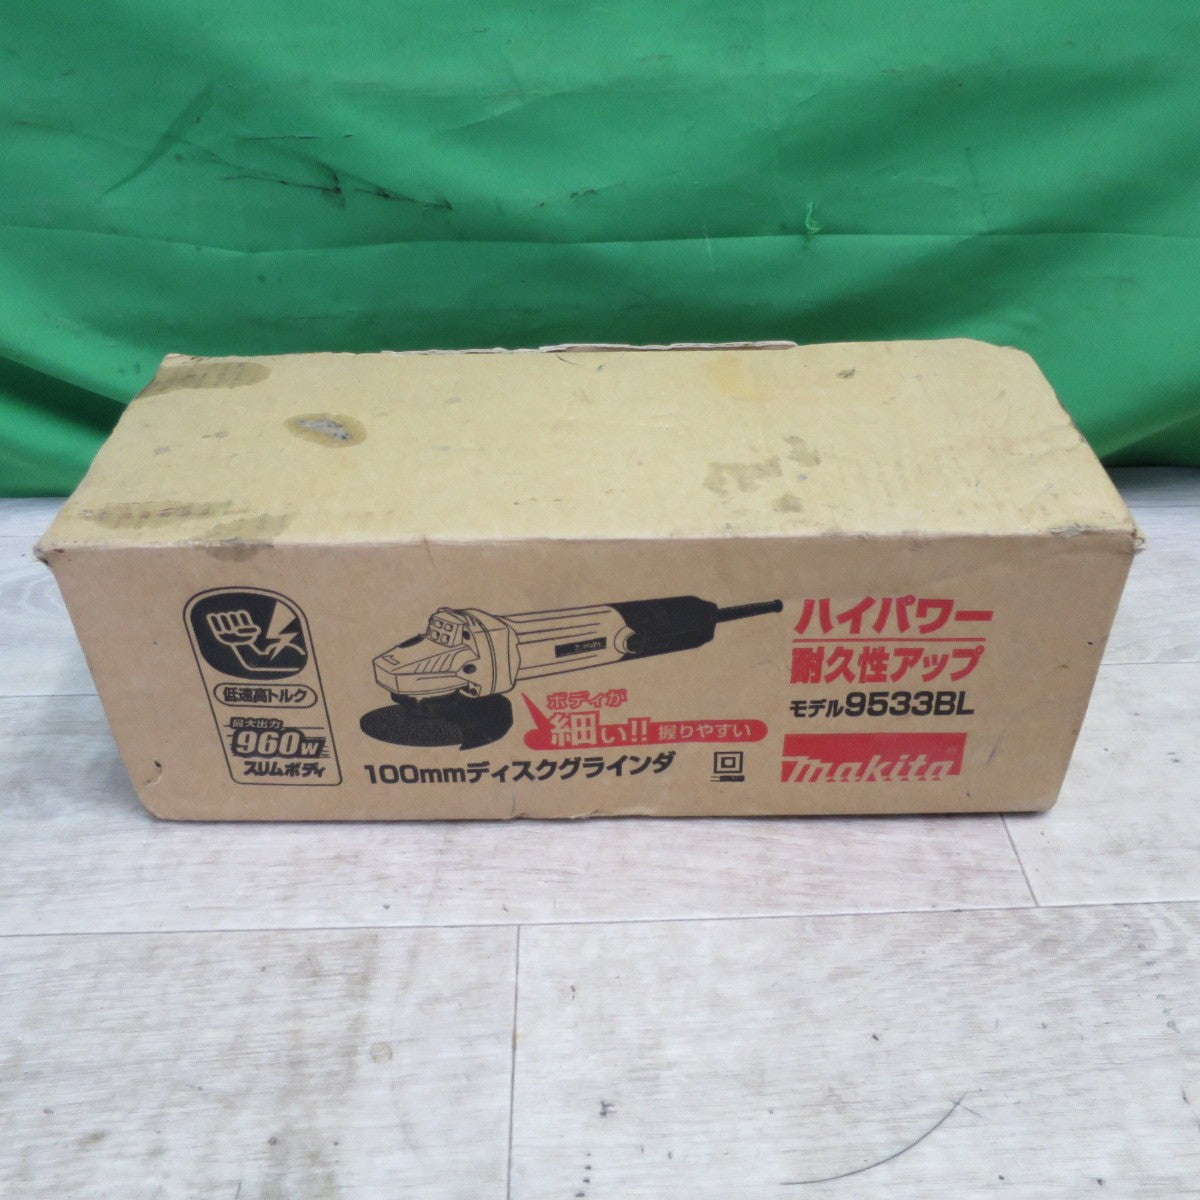 低速高トルク
最大出力
960W
スリムボディ
ボディが
細い!! 握りやすい
100mmディスクグラインダ
ハイパワー
耐久性アップ
モデル9533BL
makita®